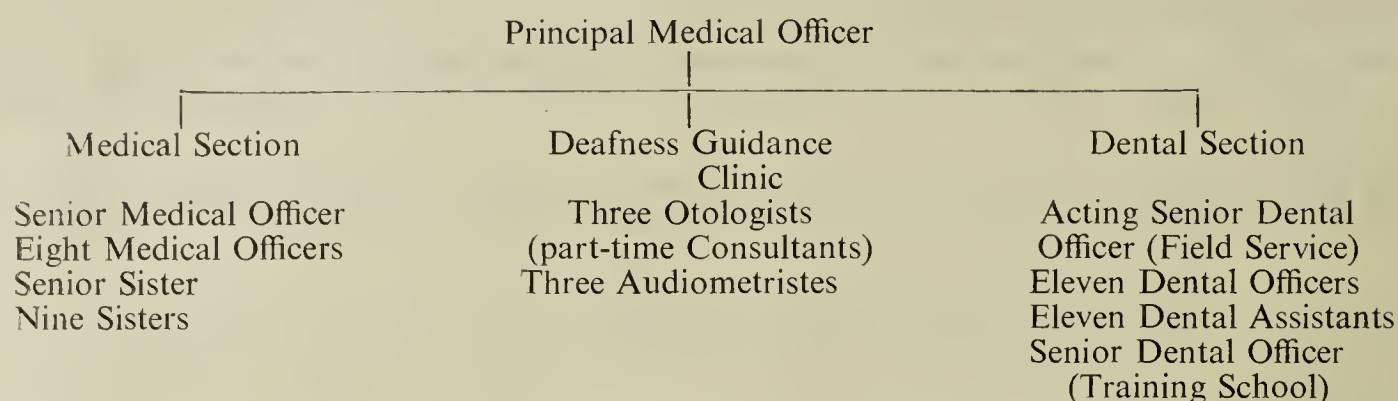 Principal Medical Officer
Medical Section
Senior Medical Officer
Eight Medical Officers
Senior Sister
Nine Sisters
Deafness Guidance
Clinic
Three Otologists
(part-time Consultants)
Three Audiometristes
Dental Section
Acting Senior Dental
Officer (Field Service)
Eleven Dental Officers
Eleven Dental Assistants
Senior Dental Officer
(Training School)